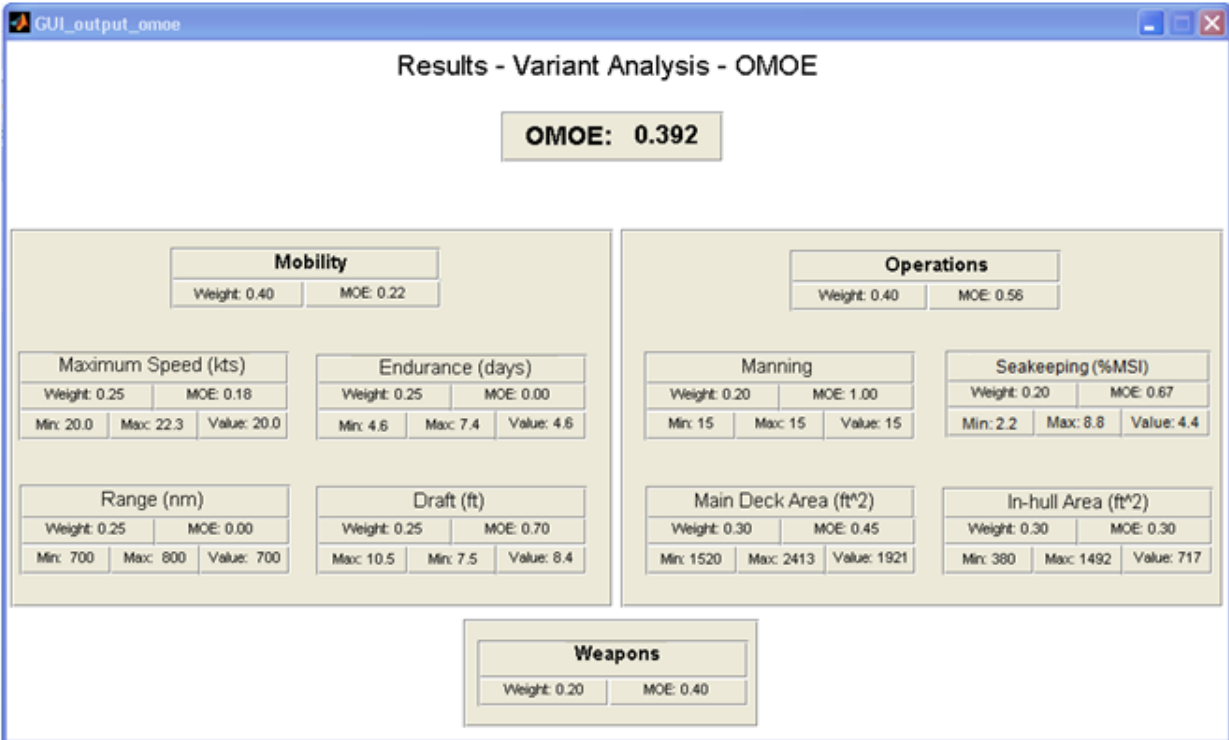 GUI_output_omoe
Results - Variant Analysis - OMOE
OMOE: 0.392
Mobility
Weight: 0.40 MOE: 0.22
Maximum Speed (kts)
Weight: 0.25 MOE: 0.18
Min: 20.0 Max: 22.3 Value: 20.0
Endurance (days)
Weight: 0.25 MOE: 0.00
Min: 4.6 Max: 7.4 Value: 4.6
Range (nm)
Weight: 0.25 MOE: 0.00
Min: 700 Max: 800 Value: 700
Draft (ft)
Weight: 0.25 MOE: 0.70
Max: 10.5 Min: 7.5 Value: 8.4
Operations
Weight: 0.40 MOE: 0.56
Manning
Weight: 0.20 MOE: 1.00
Min: 15 Max: 15 Value: 15
Seakeeping (%MSI)
Weight: 0.20 MOE: 0.67
Min: 2.2 Max: 8.8 Value: 4.4
Main Deck Area (ft^2)
Weight: 0.30 MOE: 0.45
Min: 1520 Max: 2413 Value: 1921
In-hull Area (ft^2)
Weight: 0.30 MOE: 0.30
Min: 380 Max: 1492 Value: 717
Weapons
Weight: 0.20 MOE: 0.40